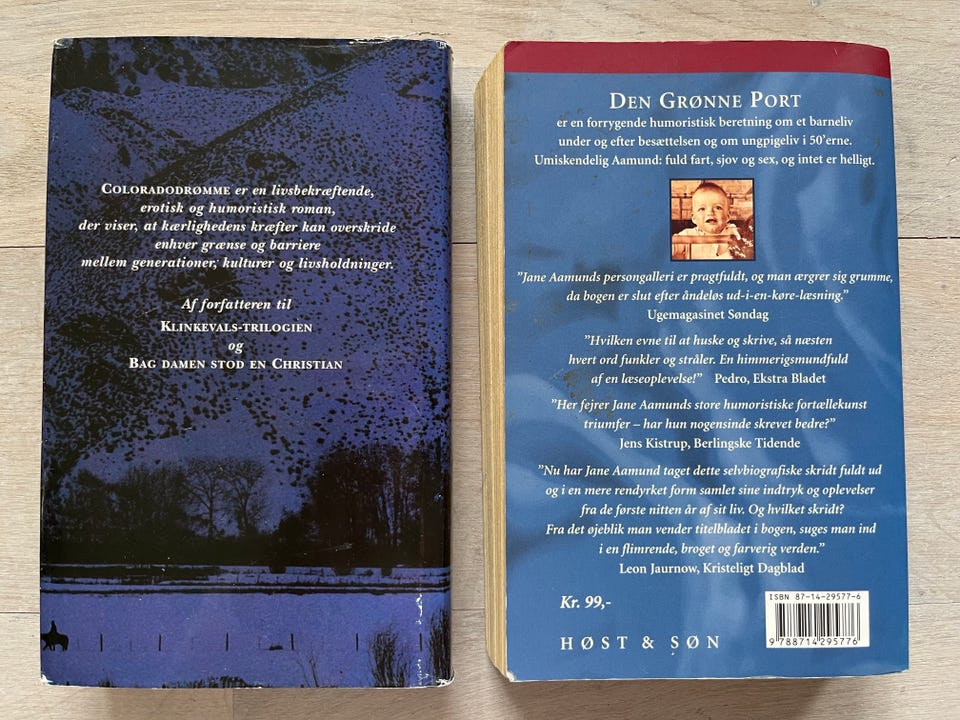 COLORADODRØMME er en livsbekræftende,
erotisk og humoristisk roman,
der viser, at kærlighedens kræfter kan overskride
enhver grænse og barriere
mellem generationer, kulturer og livsholdninger.
Af forfatteren til
KLINKEVALS-TRILOGIEN
og
BAG DAMEN STOD EN CHRISTIAN
DEN GRØNNE PORT
er en forrygende humoristisk beretning om et barneliv
under og efter besættelsen og om ungpigeliv i 50'erne.
Umiskendelig Aamund: fuld fart, sjov og sex, og intet er helligt.
"Jane Aamunds persongalleri er pragtfuldt, og man ærgrer sig grumme,
da bogen er slut efter åndeløs ud-i-en-køre-læsning."
Ugemagasinet Søndag
"Hvilken evne til at huske og skrive, så næsten
hvert ord funkler og stråler. En himmerigsmundfuld
af en læseoplevelse!" Pedro, Ekstra Bladet
"Her fejrer Jane Aamunds store humoristiske fortællekunst
triumfer – har hun nogensinde skrevet bedre?"
Jens Kistrup, Berlingske Tidende
"Nu har Jane Aamund taget dette selvbiografiske skridt fuldt ud
og i en mere rendyrket form samlet sine indtryk og oplevelser
fra de første nitten år af sit liv. Og hvilket skridt?
Fra det øjeblik man vender titelbladet i bogen, suges man ind
i en flimrende, broget og farverig verden."
Leon Jaurnow, Kristeligt Dagblad
Kr. 99,-
HØST & SØN
ISBN 87-14-29577-6
9 788714 295776